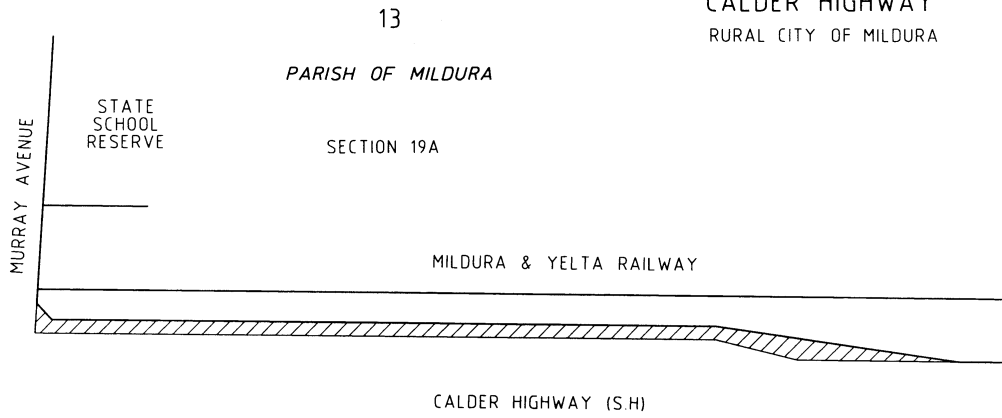 13
CALDER HIGHWAY
RURAL CITY OF MILDURA
PARISH OF MILDURA
STATE
SCHOOL
RESERVE
SECTION 19A
MURRAY AVENUE
MILDURA & YELTA RAILWAY
CALDER HIGHWAY (S.H)